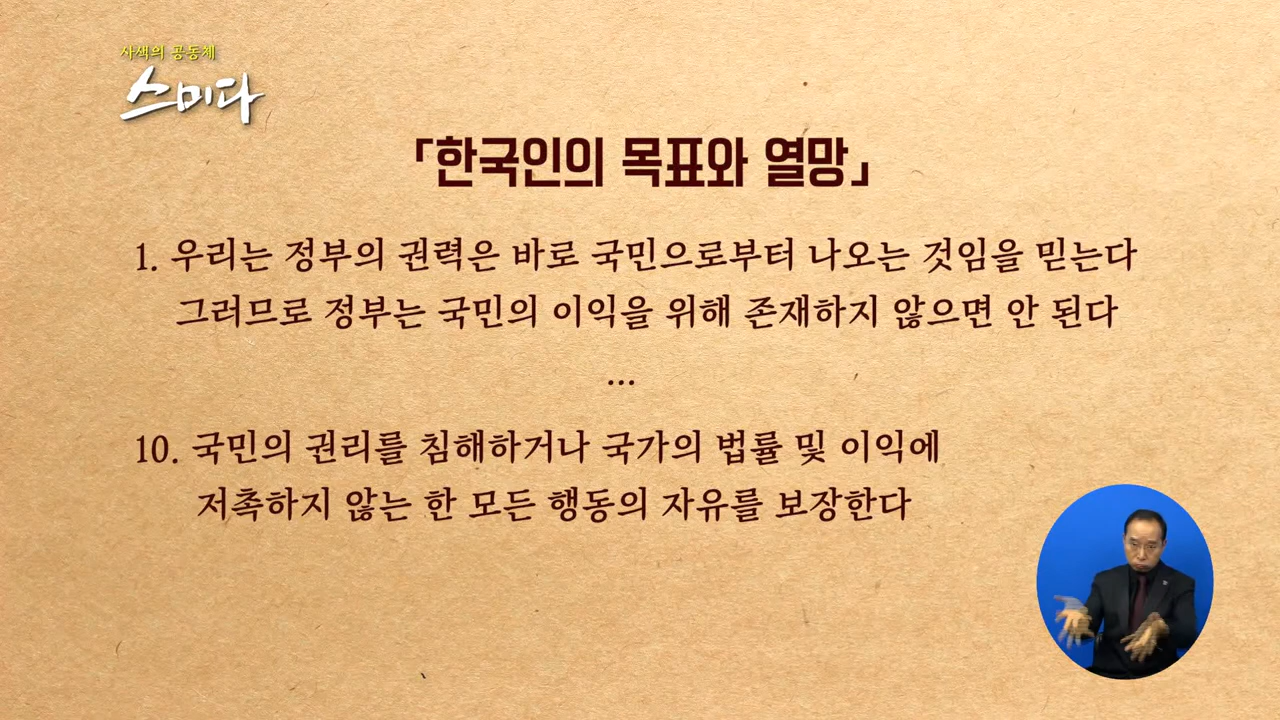 사색의 공동체
스미다
「한국인의 목표와 열망」
1. 우리는 정부의 권력은 바로 국민으로부터 나오는 것임을 믿는다
그러므로 정부는 국민의 이익을 위해 존재하지 않으면 안 된다
...
10. 국민의 권리를 침해하거나 국가의 법률 및 이익에
저촉하지 않는 한 모든 행동의 자유를 보장한다